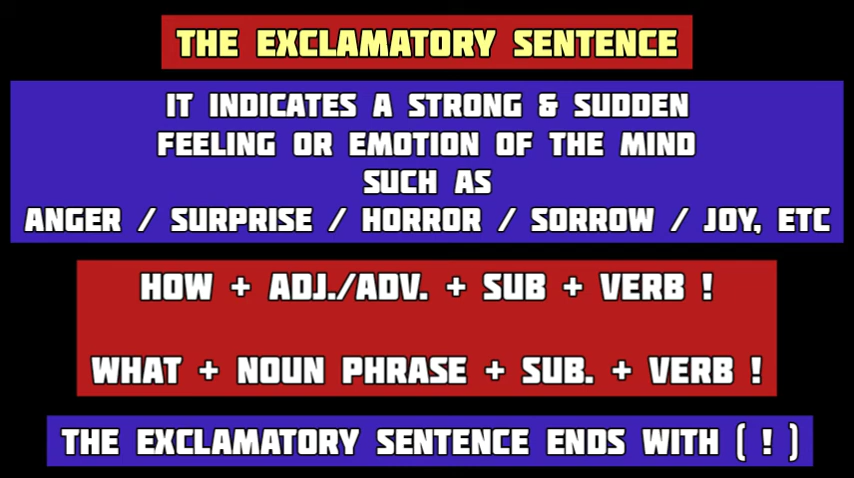 THE EXCLAMATORY SENTENCE
IT INDICATES A STRONG & SUDDEN
FEELING OR EMOTION OF THE MIND
SUCH AS
ANGER / SURPRISE / HORROR / SORROW / JOY, ETC
HOW + ADJ./ADV. + SUB + VERB !
WHAT + NOUN PHRASE + SUB. + VERB !
THE EXCLAMATORY SENTENCE ENDS WITH ( ! )